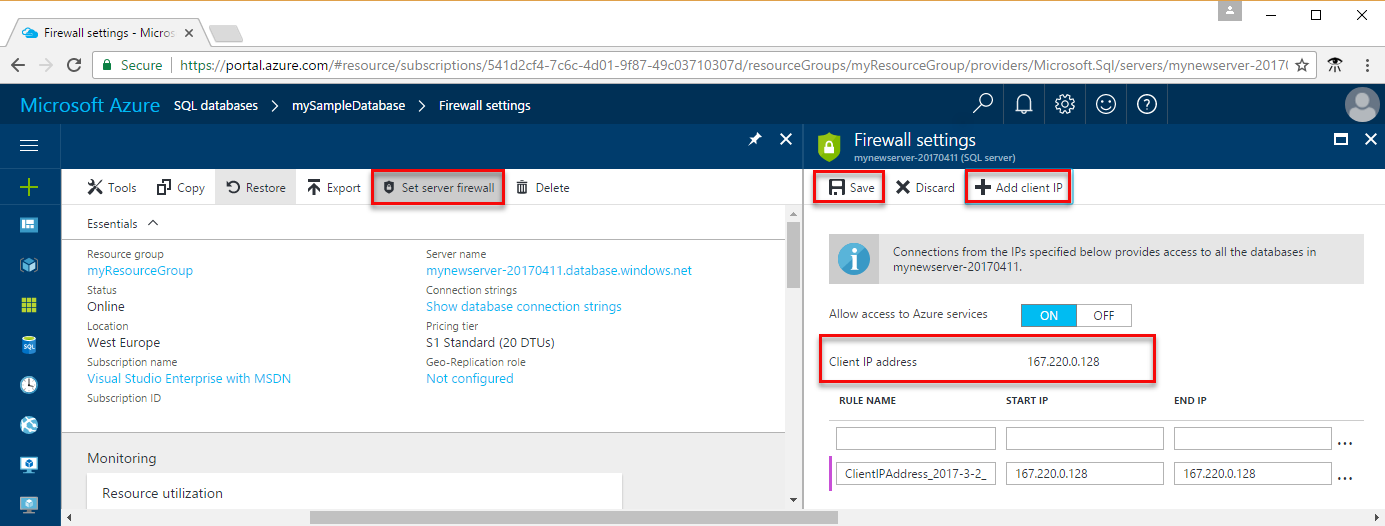 Firewall settings - Micros
Secure https://portal.azure.com/#resource/subscriptions/541d2cf4-7c6c-4d01-9f87-49c03710307d/resourceGroups/myResourceGroup/providers/Microsoft.Sql/servers/mynewserver-20170
Microsoft Azure SQL databases > mySampleDatabase > Firewall settings
Firewall settings
mynewserver-20170411 (SQL server)
Tools Copy Restore Export Set server firewall Delete
Save Discard Add client IP
Essentials
Resource group Server name
myResourceGroup mynewserver-20170411.database.windows.net
Status Connection strings
Online Show database connection strings
Location Pricing tier
West Europe S1 Standard (20 DTUs)
Subscription name Geo-Replication role
Visual Studio Enterprise with MSDN Not configured
Subscription ID
Monitoring
Resource utilization
Connections from the IPs specified below provides access to all the databases in
mynewserver-20170411.
Allow access to Azure services ON OFF
Client IP address 167.220.0.128
RULE NAME START IP END IP
...
ClientIPAddress_2017-3-2_ 167.220.0.128 167.220.0.128 ...
SQL